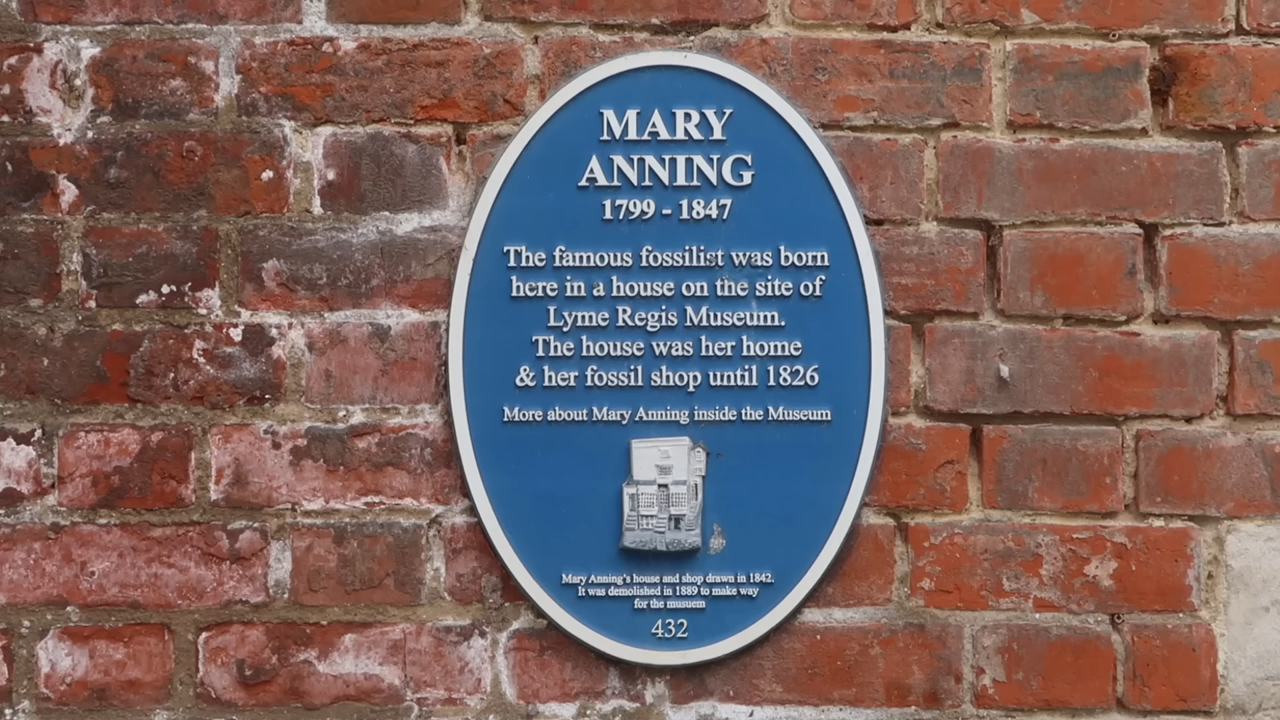 MARY
ANNING
1799 - 1847
The famous fossilist was born
here in a house on the site of
Lyme Regis Museum.
The house was her home
& her fossil shop until 1826
More about Mary Anning inside the Museum
Mary Anning's house and shop drawn in 1842.
It was demolished in 1889 to make way
for the musuem
432